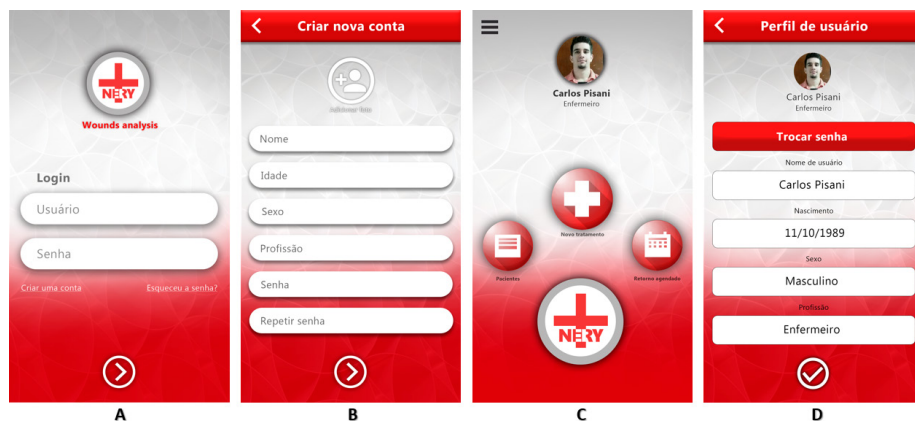 NERY
Wounds analysis
Login
Usuário
Senha
Criar uma conta
Esqueceu a senha?
A
Criar nova conta
Adicionar foto
Nome
Idade
Sexo
Profissão
Senha
Repetir senha
B
Carlos Pisani
Enfermeiro
Novo tratamento
Pacientes
Retorno agendado
NERY
C
Perfil de usuário
Carlos Pisani
Enfermeiro
Trocar senha
Nome de usuário
Carlos Pisani
Nascimento
11/10/1989
Sexo
Masculino
Profissão
Enfermeiro
D